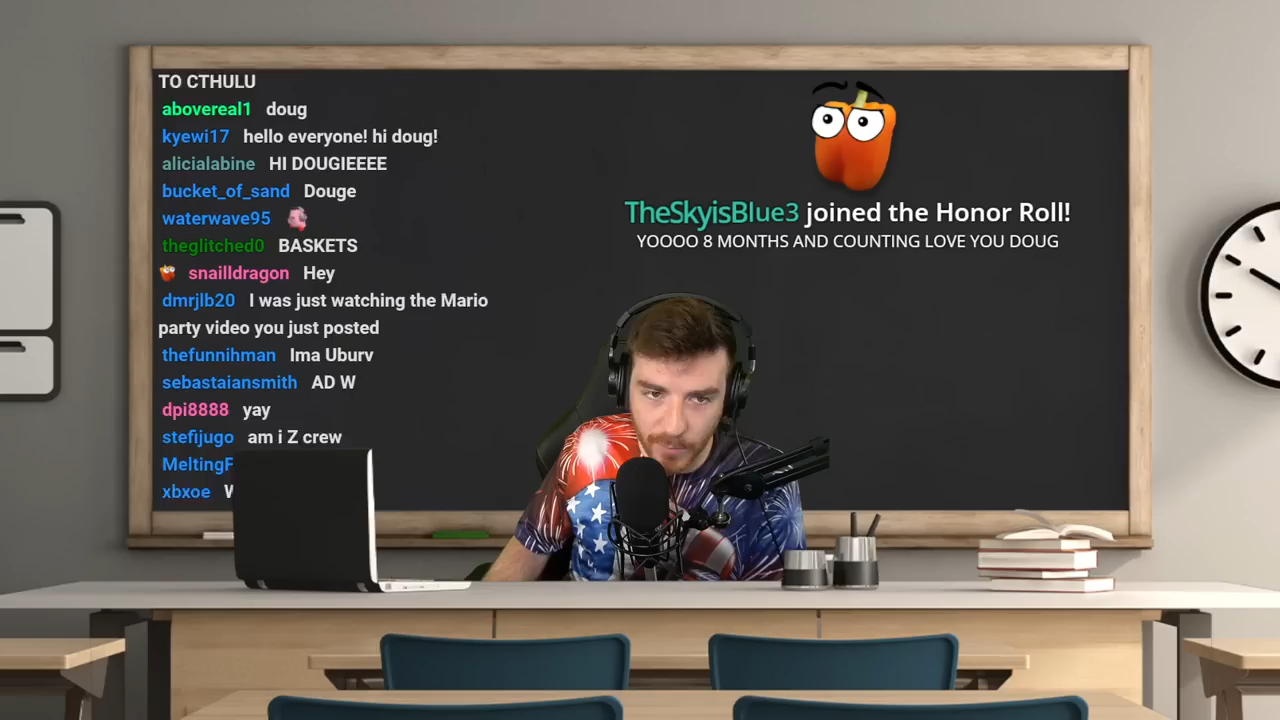 TO CTHULU
abovereal1 doug
kyewi17 hello everyone! hi doug!
alicialabine HI DOUGIEEEE
bucket_of_sand Douge
waterwave95
theglitched0 BASKETS
snailldragon Hey
dmrjlb20 I was just watching the Mario
party video you just posted
thefunnihman Ima Uburv
sebastaiansmith AD W
dpi8888 yay
stefijugo am i Z crew
xbxoe
TheSkyisBlue3 joined the Honor Roll!
YOOOO 8 MONTHS AND COUNTING LOVE YOU DOUG